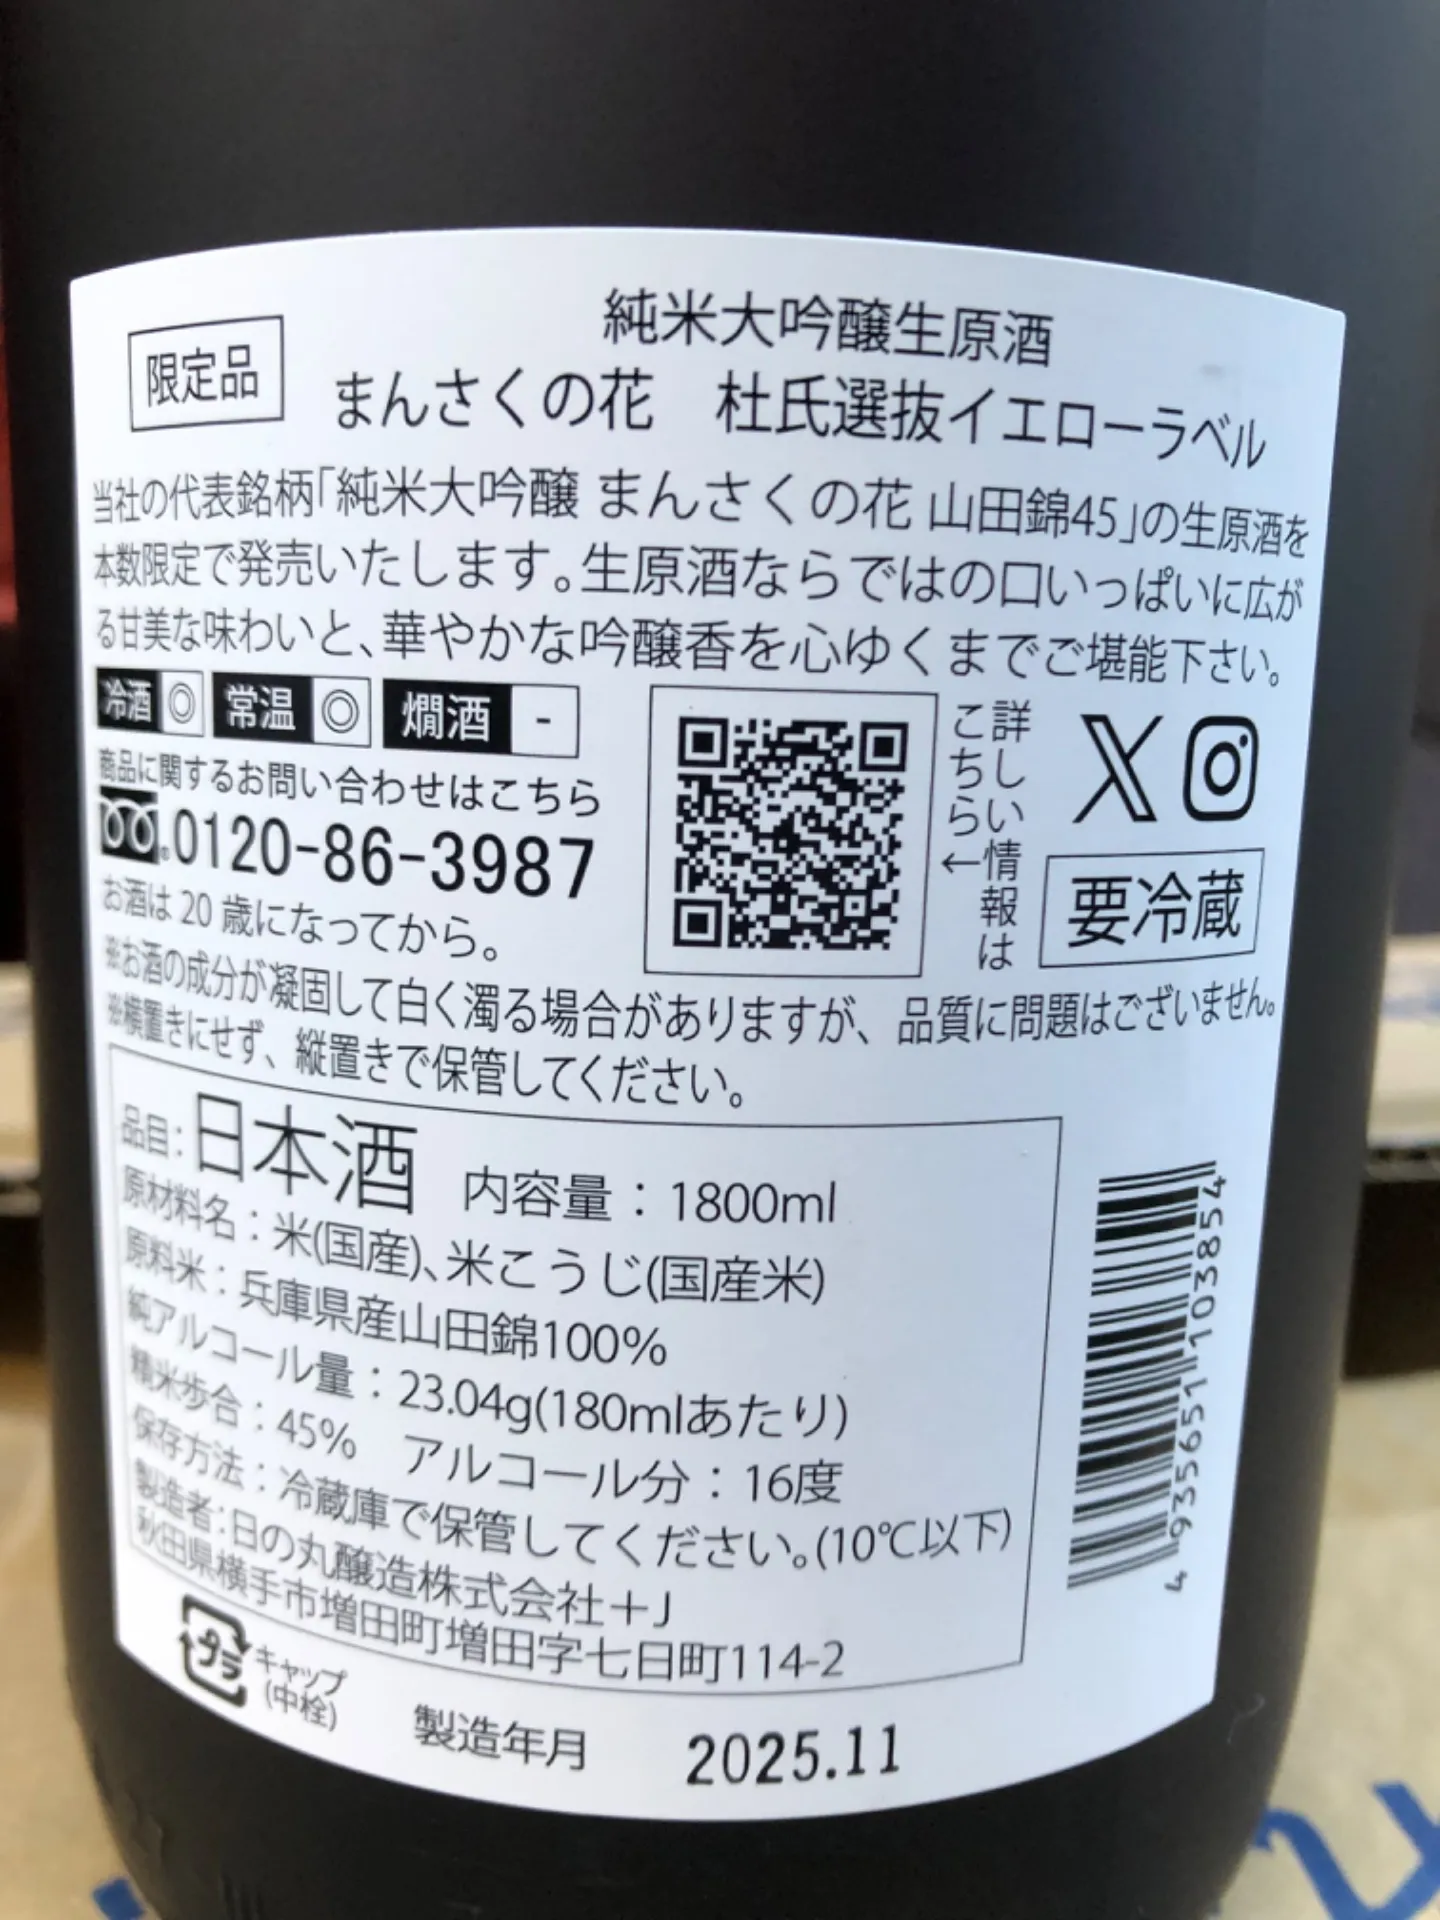 限定品
純米大吟醸生原酒
まんさくの花　杜氏選抜イエローラベル
当社の代表銘柄「純米大吟醸 まんさくの花 山田錦45」の生原酒を
本数限定で発売いたします。生原酒ならではの口いっぱいに広が
る甘美な味わいと、華やかな吟醸香を心ゆくまでご堪能下さい。
冷酒 ◎ 常温 ◎ 燗酒 -
商品に関するお問い合わせはこちら
0120-86-3987
お酒は 20 歳になってから。
詳しい情報は
こちら←
X
要冷蔵
※お酒の成分が凝固して白く濁る場合がありますが、品質に問題はございません。
※横置きにせず、縦置きで保管してください。
品目:日本酒 内容量：1800ml
原材料名：米(国産)、米こうじ(国産米)
原料米：兵庫県産山田錦100%
純アルコール量：23.04g(180mlあたり)
精米歩合：45% アルコール分：16度
保存方法：冷蔵庫で保管してください。(10℃以下)
製造者:日の丸醸造株式会社＋J
秋田県横手市増田町増田字七日町114-2
4 935651 103854
プラ
キャップ
(中栓)
製造年月 2025.11